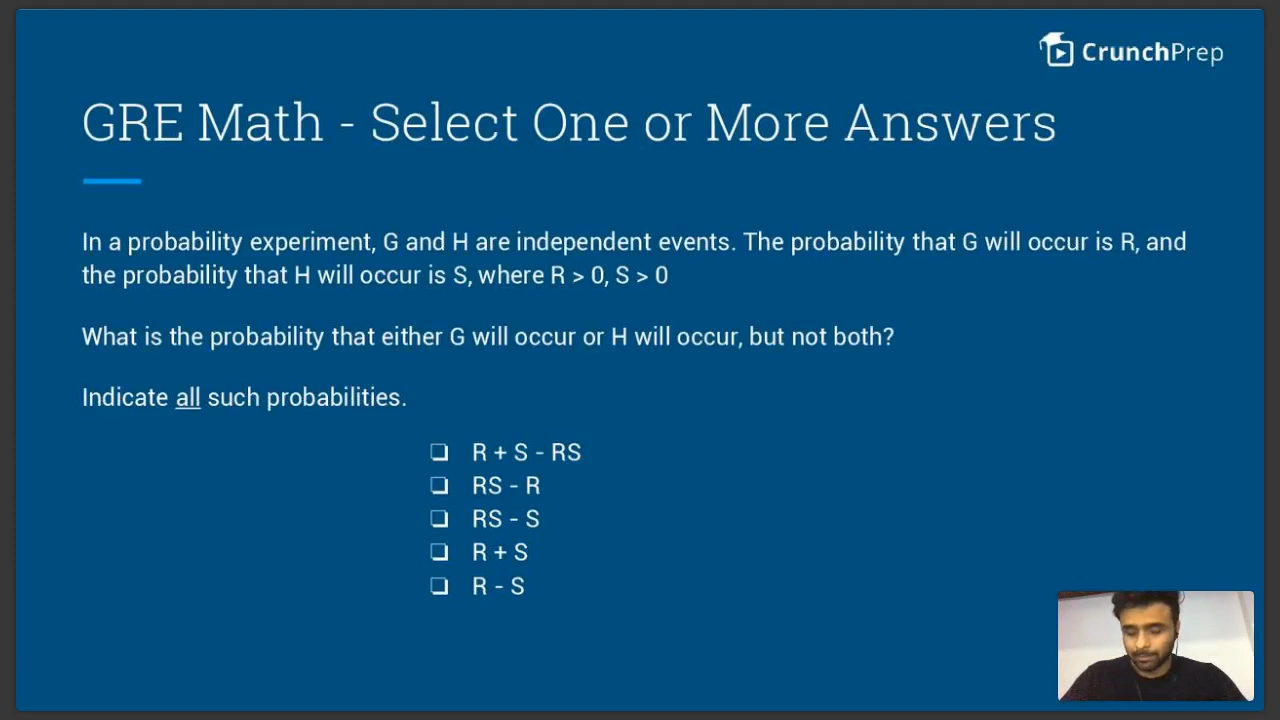 CrunchPrep
GRE Math - Select One or More Answers
In a probability experiment, G and H are independent events. The probability that G will occur is R, and
the probability that H will occur is S, where R > 0, S > 0
What is the probability that either G will occur or H will occur, but not both?
Indicate all such probabilities.
❏ R + S - RS
❏ RS - R
❏ RS - S
❏ R + S
❏ R - S